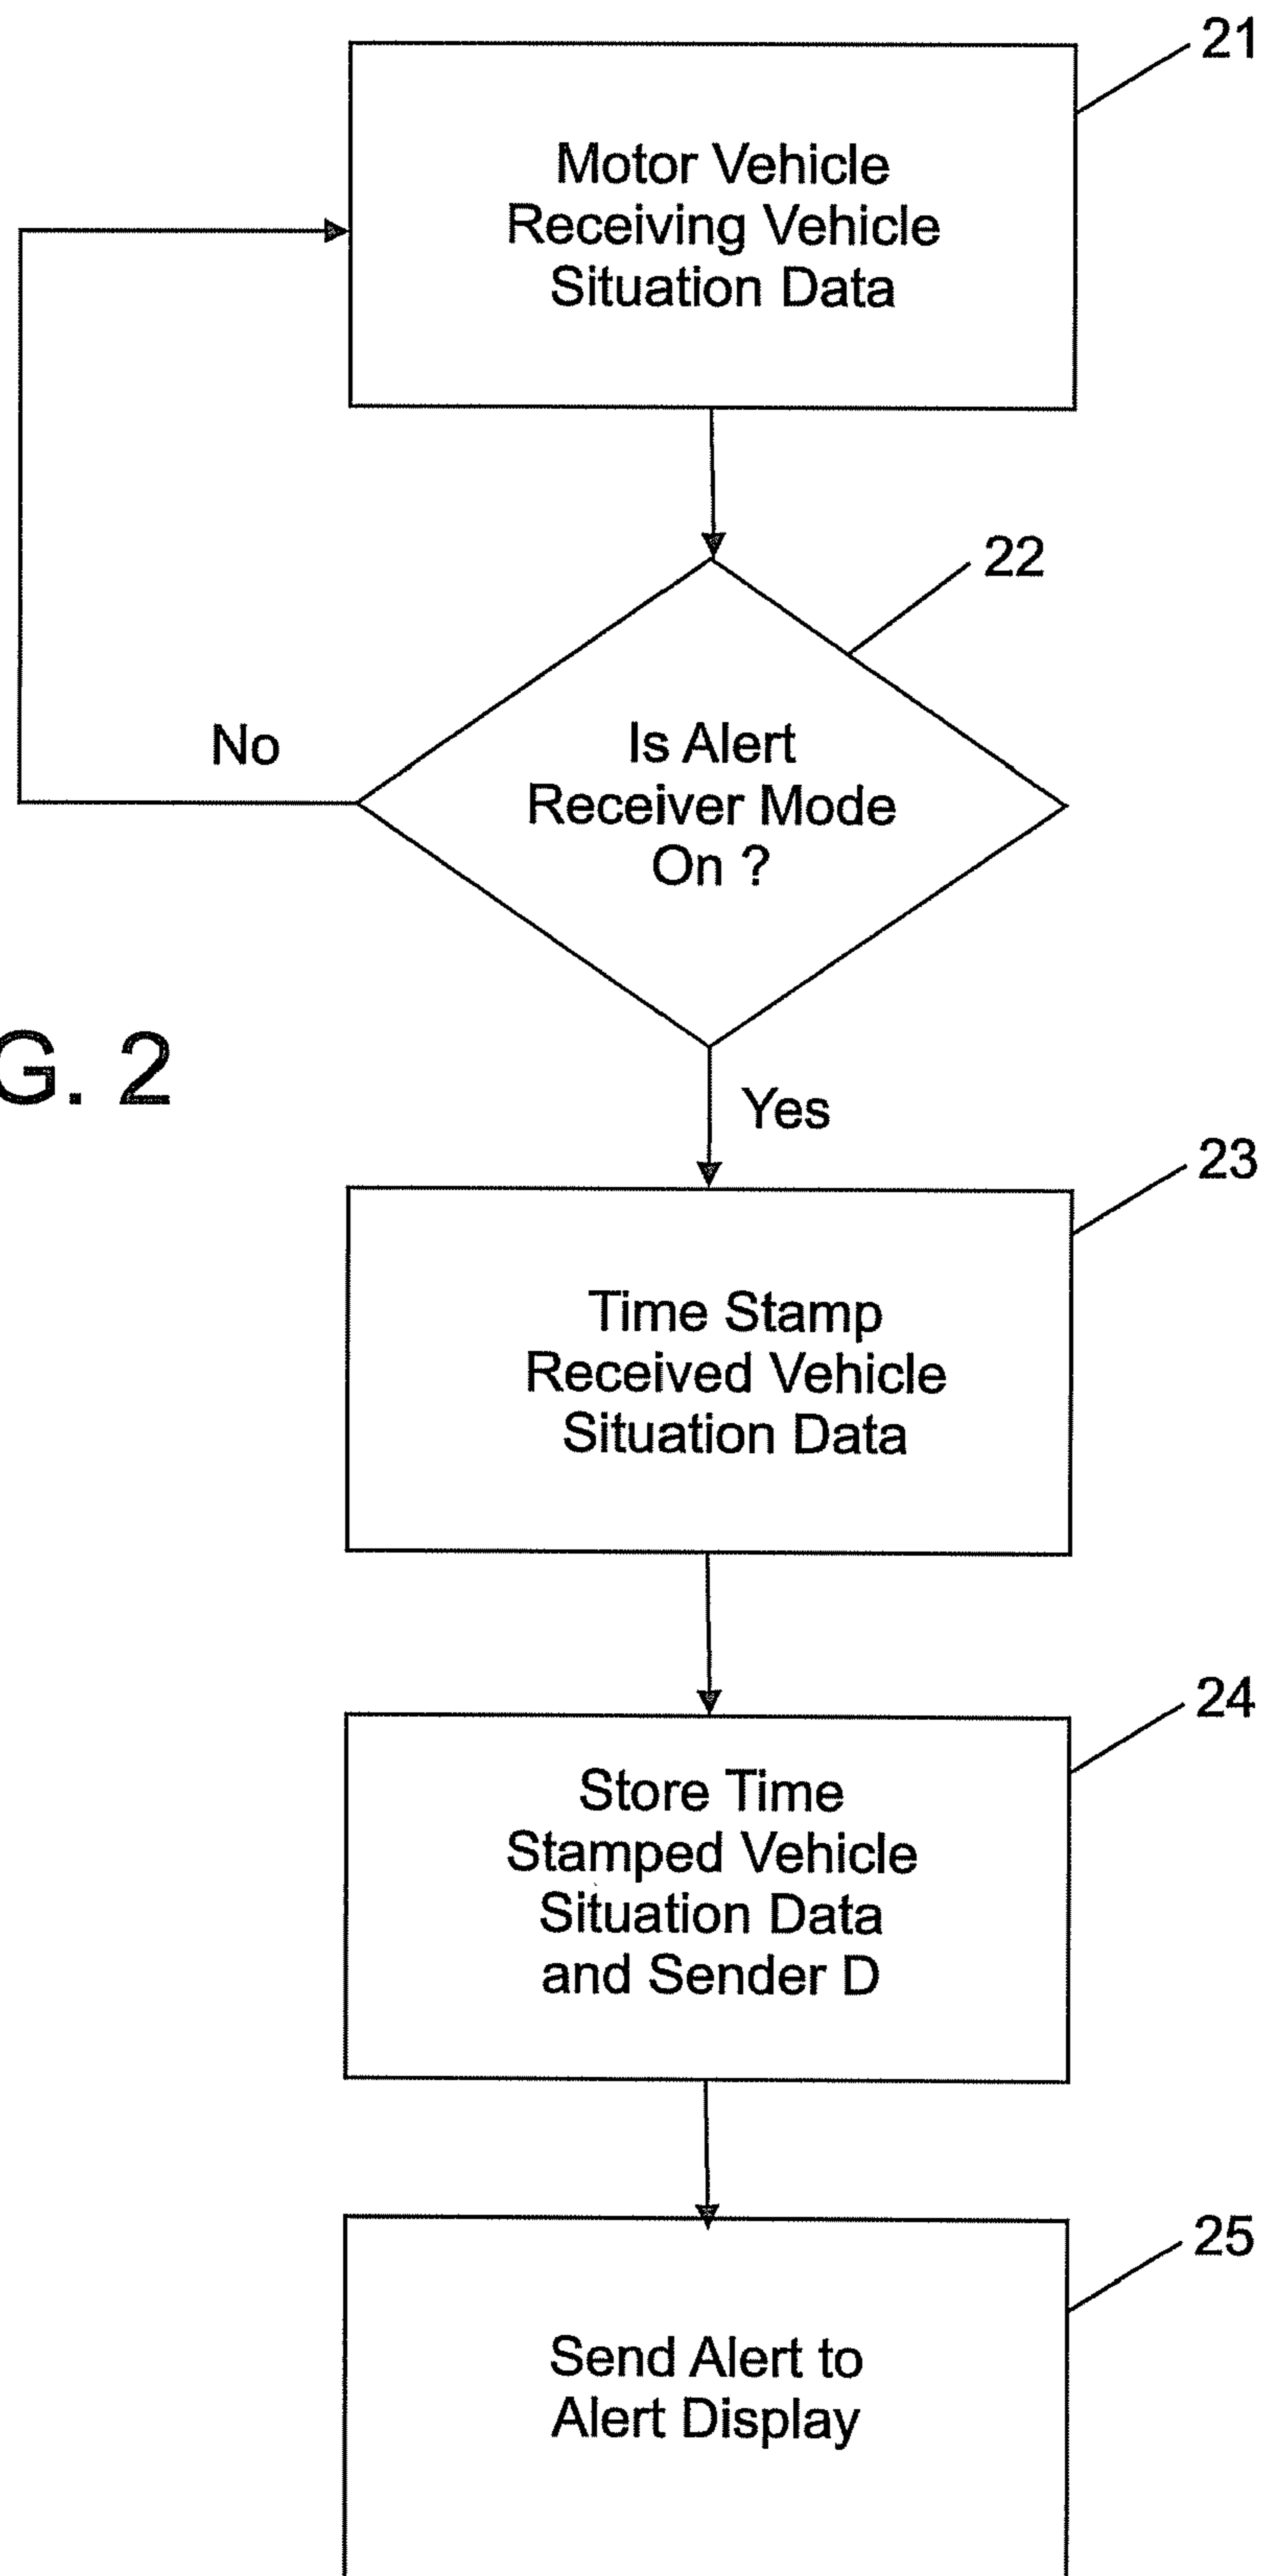 21
Motor Vehicle
Receiving Vehicle
Situation Data
22
No
Is Alert
Receiver Mode
On ?
G. 2
Yes
23
Time Stamp
Received Vehicle
Situation Data
24
Store Time
Stamped Vehicle
Situation Data
and Sender D
25
Send Alert to
Alert Display